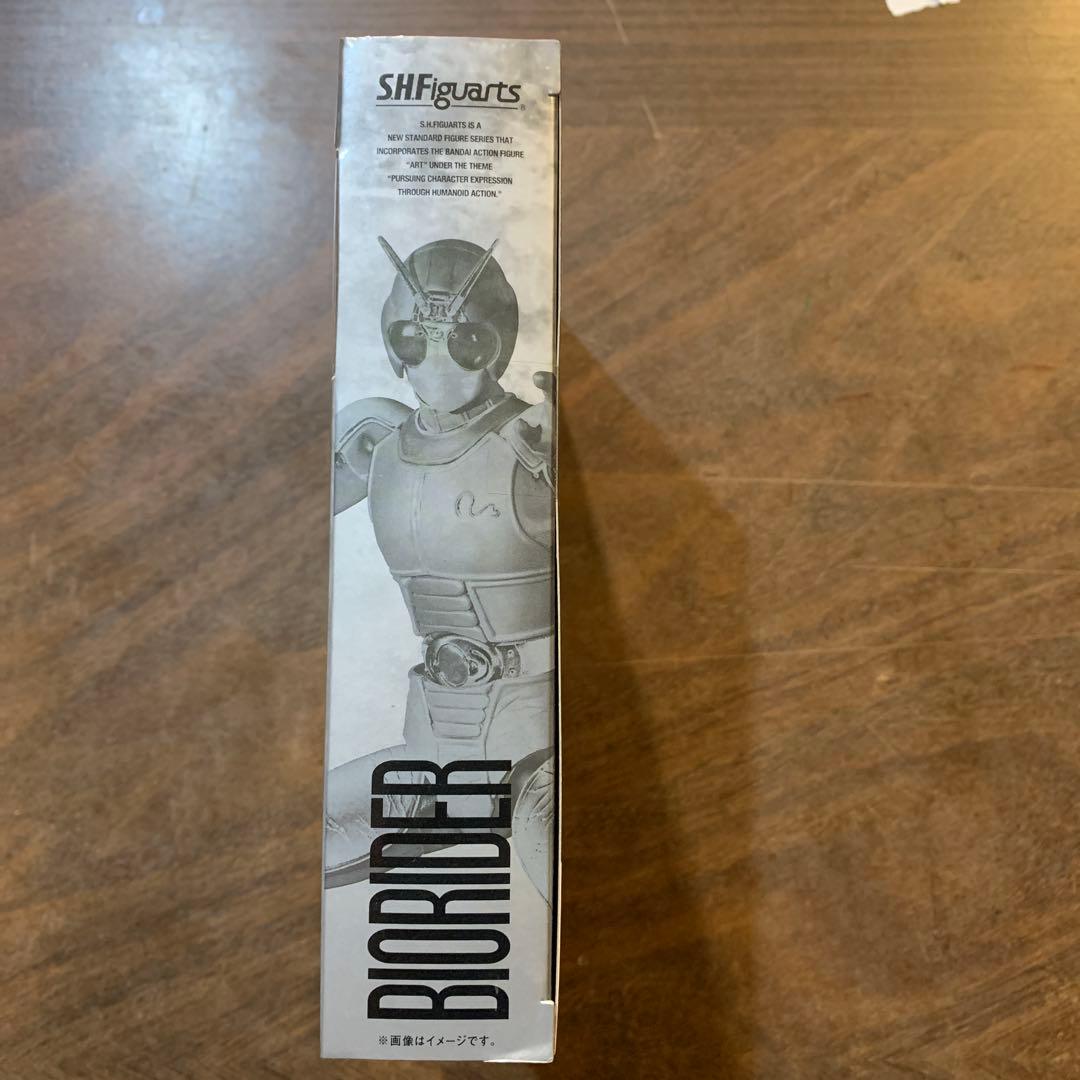 S.H.Figuarts®
S.H.FIGUARTS IS A
NEW STANDARD FIGURE SERIES THAT
INCORPORATES THE BANDAI ACTION FIGURE
"ART" UNDER THE THEME
"PURSUING CHARACTER EXPRESSION
THROUGH HUMANOID ACTION."
BIORIDER
※画像はイメージです。